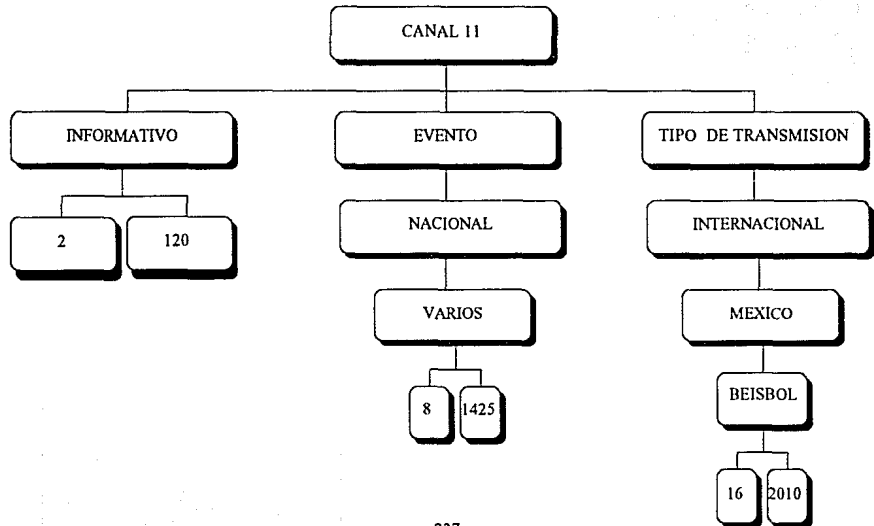 CANAL 11
INFORMATIVO
EVENTO
TIPO DE TRANSMISION
2
120
NACIONAL
INTERNACIONAL
VARIOS
MEXICO
8
1425
BEISBOL
16
2010